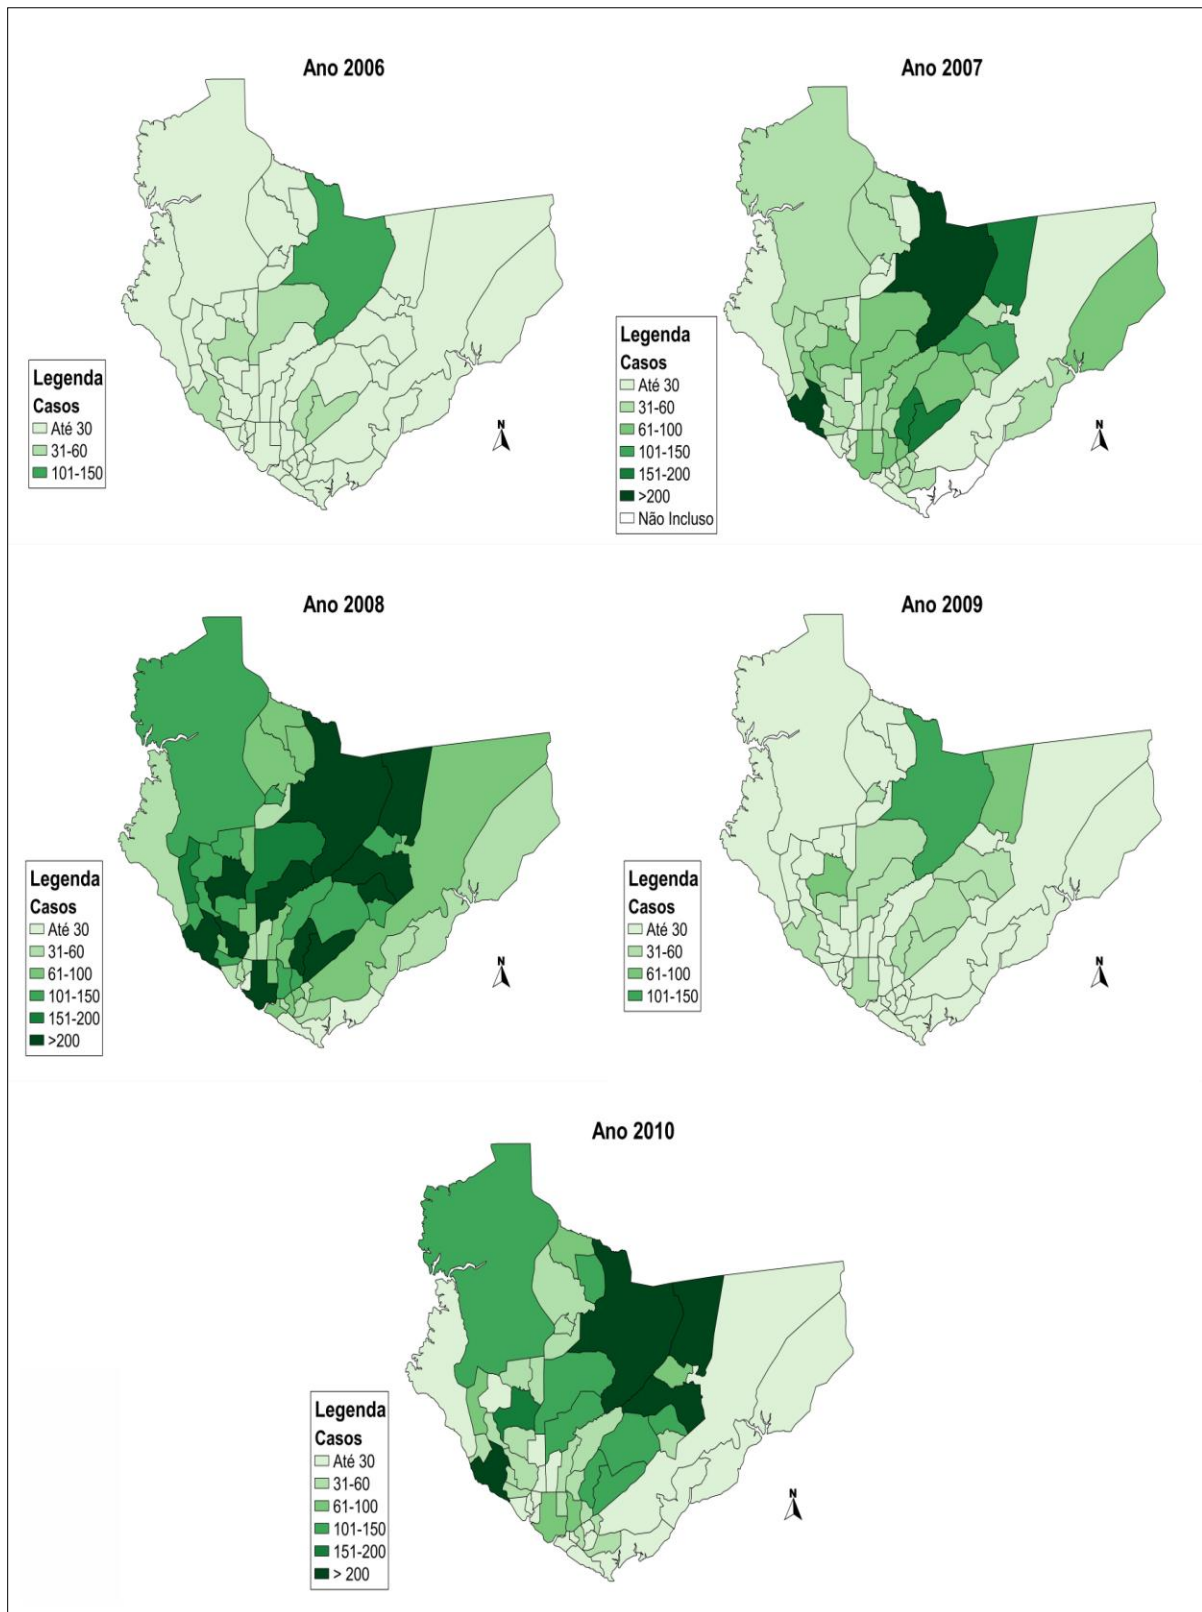 Ano 2006
Legenda
Casos
Até 30
31-60
101-150
N
Ano 2007
Legenda
Casos
Até 30
31-60
61-100
101-150
151-200
>200
Não Incluso
N
Ano 2008
Legenda
Casos
Até 30
31-60
61-100
101-150
151-200
>200
N
Ano 2009
Legenda
Casos
Até 30
31-60
61-100
101-150
N
Ano 2010
Legenda
Casos
Até 30
31-60
61-100
101-150
151-200
> 200
N